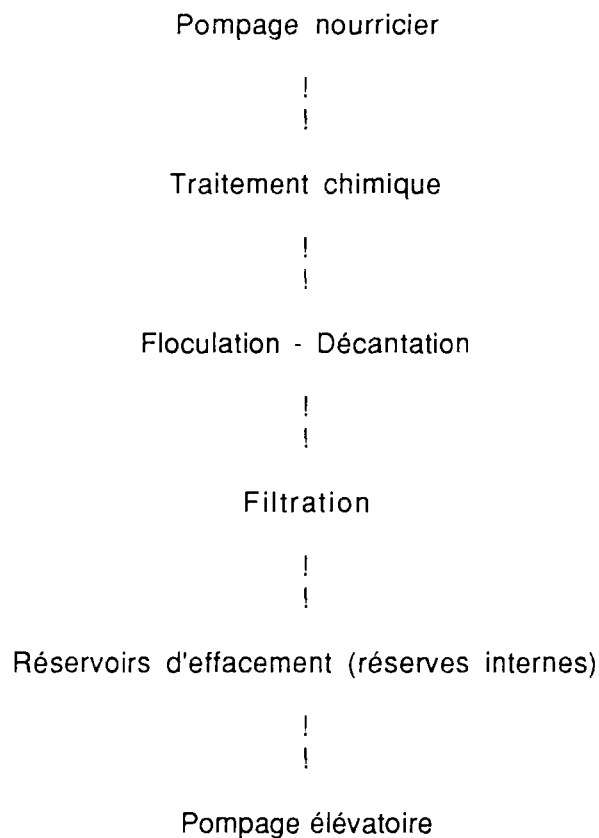 Pompage nourricier
!
!
Traitement chimique
!
!
Floculation - Décantation
!
!
Filtration
!
!
Réservoirs d'effacement (réserves internes)
!
!
Pompage élévatoire